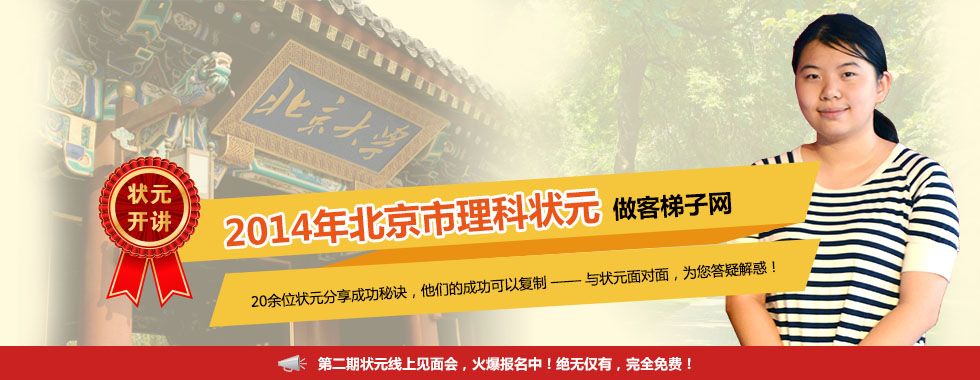 北京大学
状元
开讲
2014年北京市理科状元 做客梯子网
20余位状元分享成功秘诀，他们的成功可以复制 —— 与状元面对面，为您答疑解惑！
第二期状元线上见面会，火爆报名中！绝无仅有，完全免费！